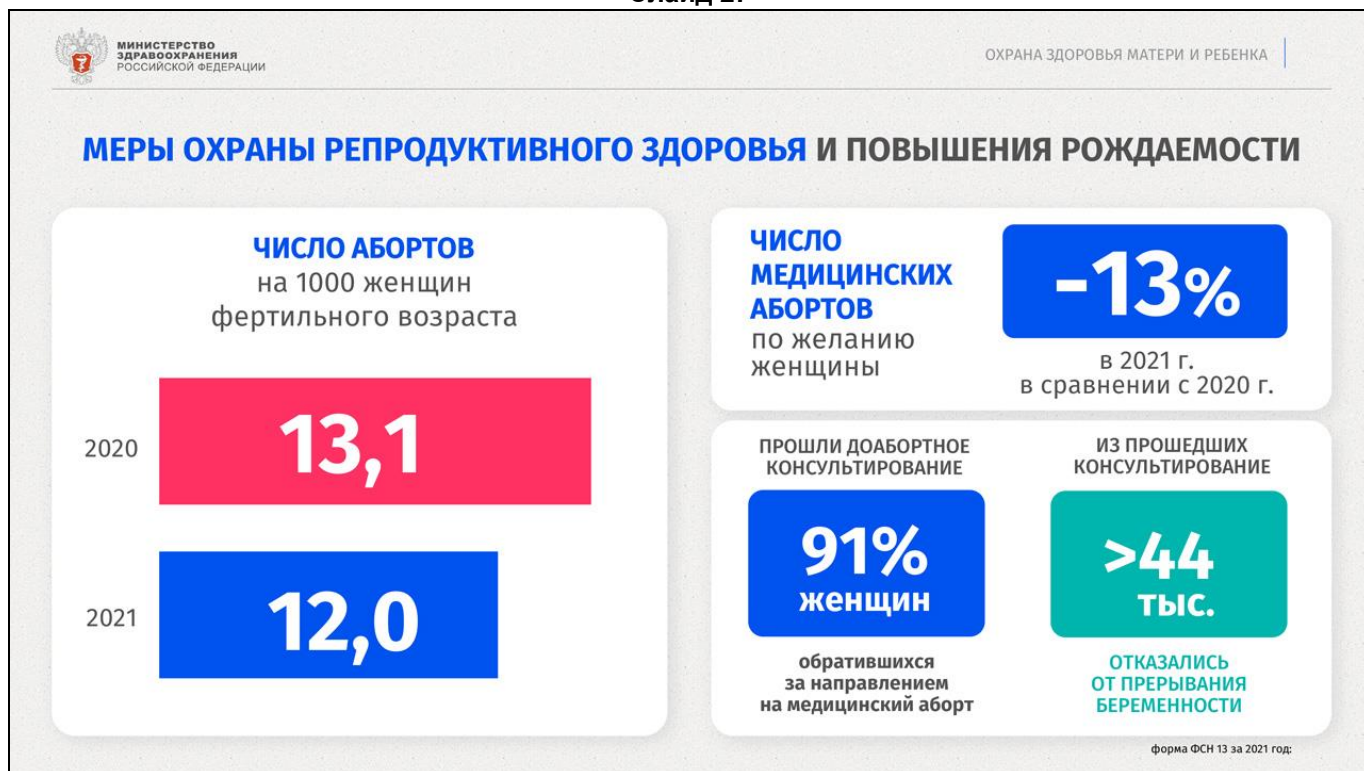 МИНИСТЕРСТВО
ЗДРАВООХРАНЕНИЯ
РОССИЙСКОЙ ФЕДЕРАЦИИ
ОХРАНА ЗДОРОВЬЯ МАТЕРИ И РЕБЕНКА
МЕРЫ ОХРАНЫ РЕПРОДУКТИВНОГО ЗДОРОВЬЯ И ПОВЫШЕНИЯ РОЖДАЕМОСТИ
ЧИСЛО АБОРТОВ
на 1000 женщин
фертильного возраста
2020
13,1
2021
12,0
ЧИСЛО
МЕДИЦИНСКИХ
АБОРТОВ
по желанию
женщины
-13%
в 2021 г.
в сравнении с 2020 г.
ПРОШЛИ ДОАБОРТНОЕ
КОНСУЛЬТИРОВАНИЕ
91%
женщин
обратившихся
за направлением
на медицинский аборт
ИЗ ПРОШЕДШИХ
КОНСУЛЬТИРОВАНИЕ
>44
тыс.
ОТКАЗАЛИСЬ
ОТ ПРЕРЫВАНИЯ
БЕРЕМЕННОСТИ
форма ФСН 13 за 2021 год: